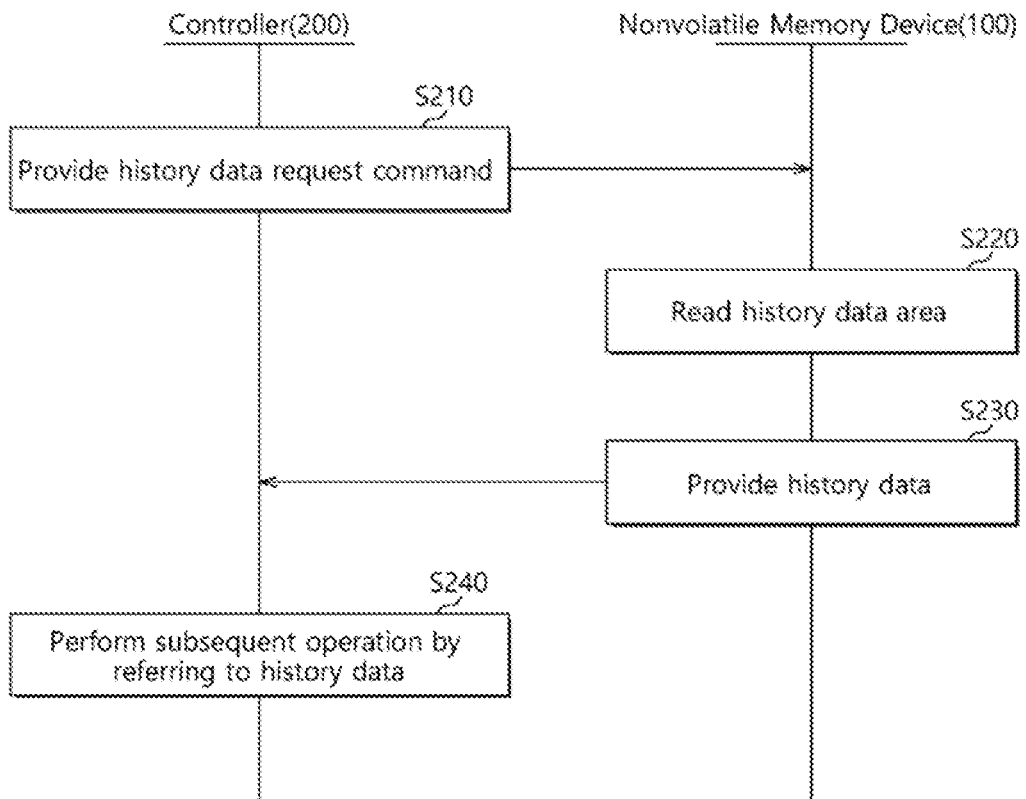 Controller(200)
Nonvolatile Memory Device(100)
S210
Provide history data request command
S220
Read history data area
S230
Provide history data
S240
Perform subsequent operation by
referring to history data